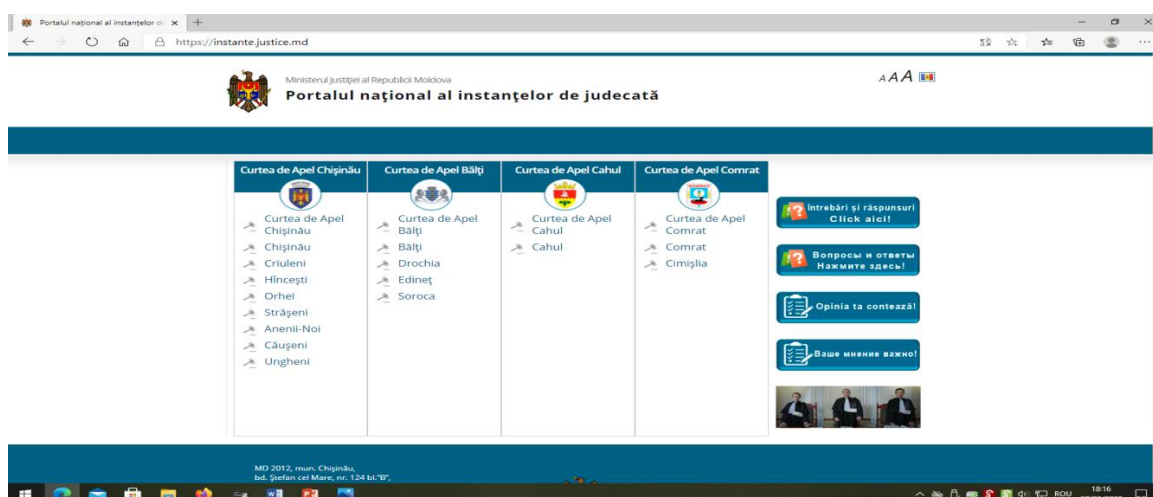 Portalul național al instanțelor d
https://instante.justice.md
Ministerul Justiției al Republicii Moldova
Portalul național al instanțelor de judecată
A A A
Curtea de Apel Chișinău
Curtea de Apel Chișinău
Chișinău
Criuleni
Hîncești
Orhei
Strășeni
Anenii-Noi
Căușeni
Ungheni
Curtea de Apel Bălți
Curtea de Apel Bălți
Bălți
Drochia
Edineț
Soroca
Curtea de Apel Cahul
Curtea de Apel Cahul
Cahul
Curtea de Apel Comrat
Curtea de Apel Comrat
Comrat
Cimișlia
Intrebări și răspunsuri
Click aici!
Вопросы и ответы
Нажмите здесь!
Opinia ta contează!
Ваше мнение важно!
MD 2012, mun. Chișinău,
bd. Ștefan cel Mare, nr. 124 bl."B",
ROU
18:16